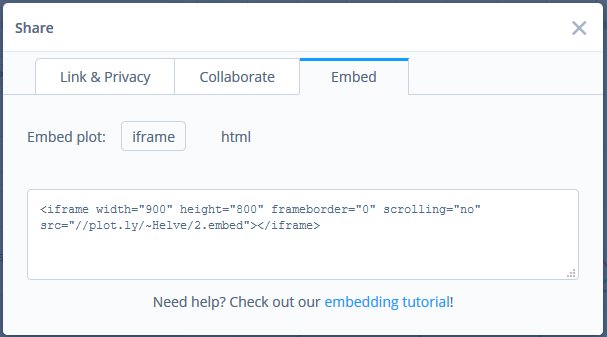 Share
Link & Privacy Collaborate Embed
Embed plot: iframe html
<iframe width="900" height="800" frameborder="0" scrolling="no"
src="//plot.ly/~Helve/2.embed"></iframe>
Need help? Check out our embedding tutorial!